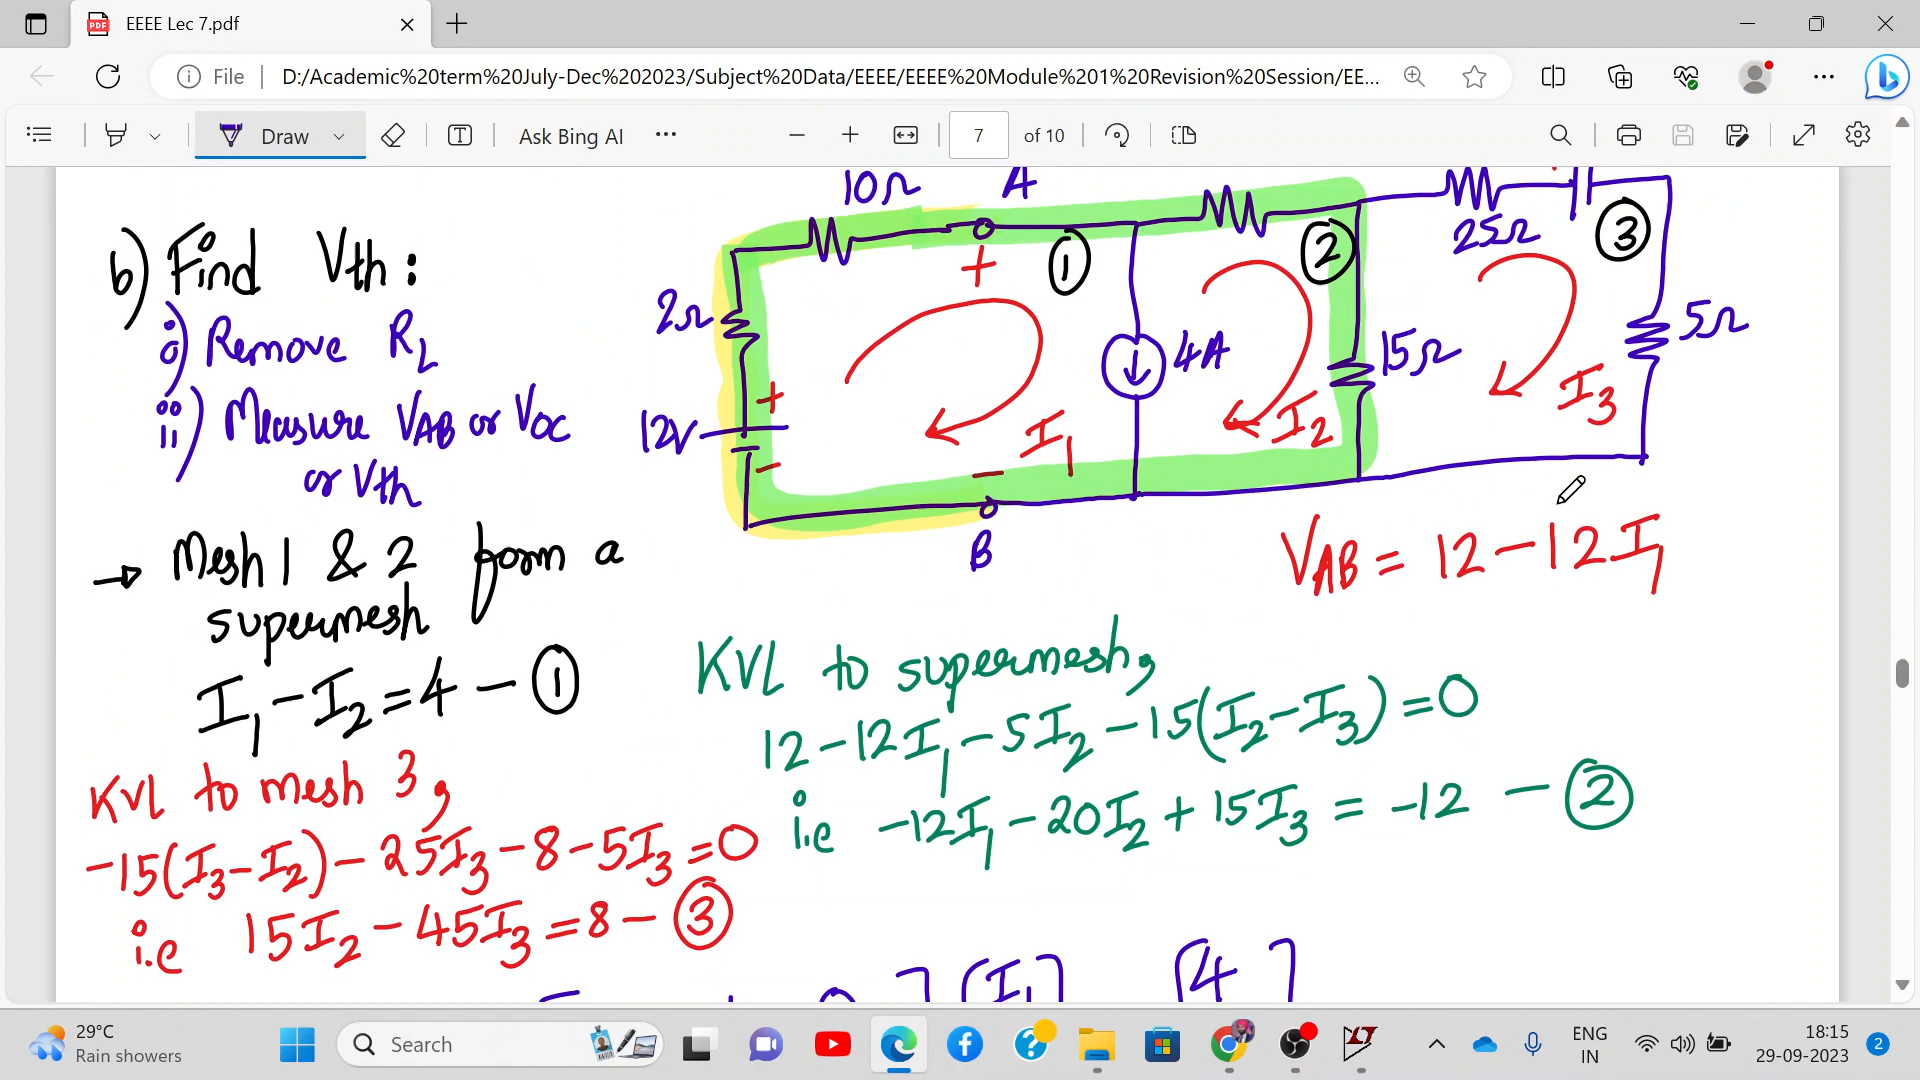 EEEE Lec 7.pdf
File
D:/Academic%20term%20July-Dec%202023/Subject%20Data/EEEE/EEEE%20Module%201%20Revision%20Session/EE...
Draw
Ask Bing AI
7 of 10
b) Find Vth :
i) Remove RL
ii) Measure VAB or VOC
or Vth
→ Mesh 1 & 2 form a
supermesh
I1 - I2 = 4 - ①
KVL to mesh 3,
-15(I3 - I2) - 25I3 - 8 - 5I3 = 0
i.e 15I2 - 45I3 = 8 - ③
10Ω
A
25Ω
③
2Ω
+
①
②
5Ω
4A
15Ω
12V
+
-
I1
I2
I3
-
B
VAB = 12 - 12I1
KVL to supermesh,
12 - 12I1 - 5I2 - 15(I2 - I3) = 0
i.e -12I1 - 20I2 + 15I3 = -12 - ②
[4
29°C
Rain showers
Search
ENG
IN
18:15
29-09-2023
2